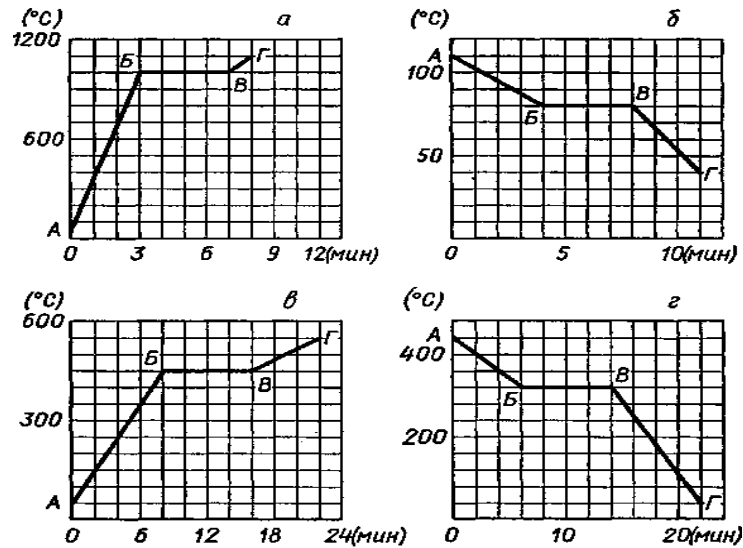 (°C) а
1200
600
А Б В Г
0 3 6 9 12(мин)
(°C) б
100
50
А Б В Г
0 5 10(мин)
(°C) в
600
300
А Б В Г
0 6 12 18 24(мин)
(°C) г
400
200
А Б В Г
0 10 20(мин)